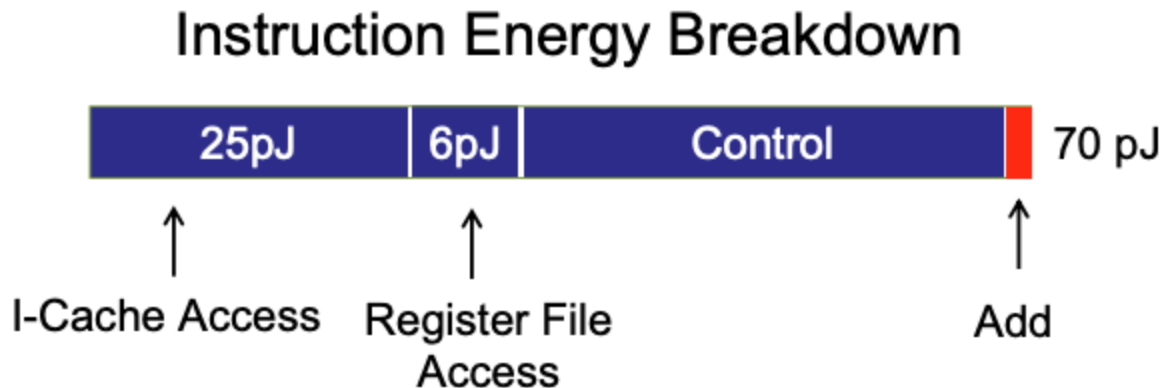 Instruction Energy Breakdown
25pJ 6pJ Control 70 pJ
I-Cache Access
Register File
Access
Add